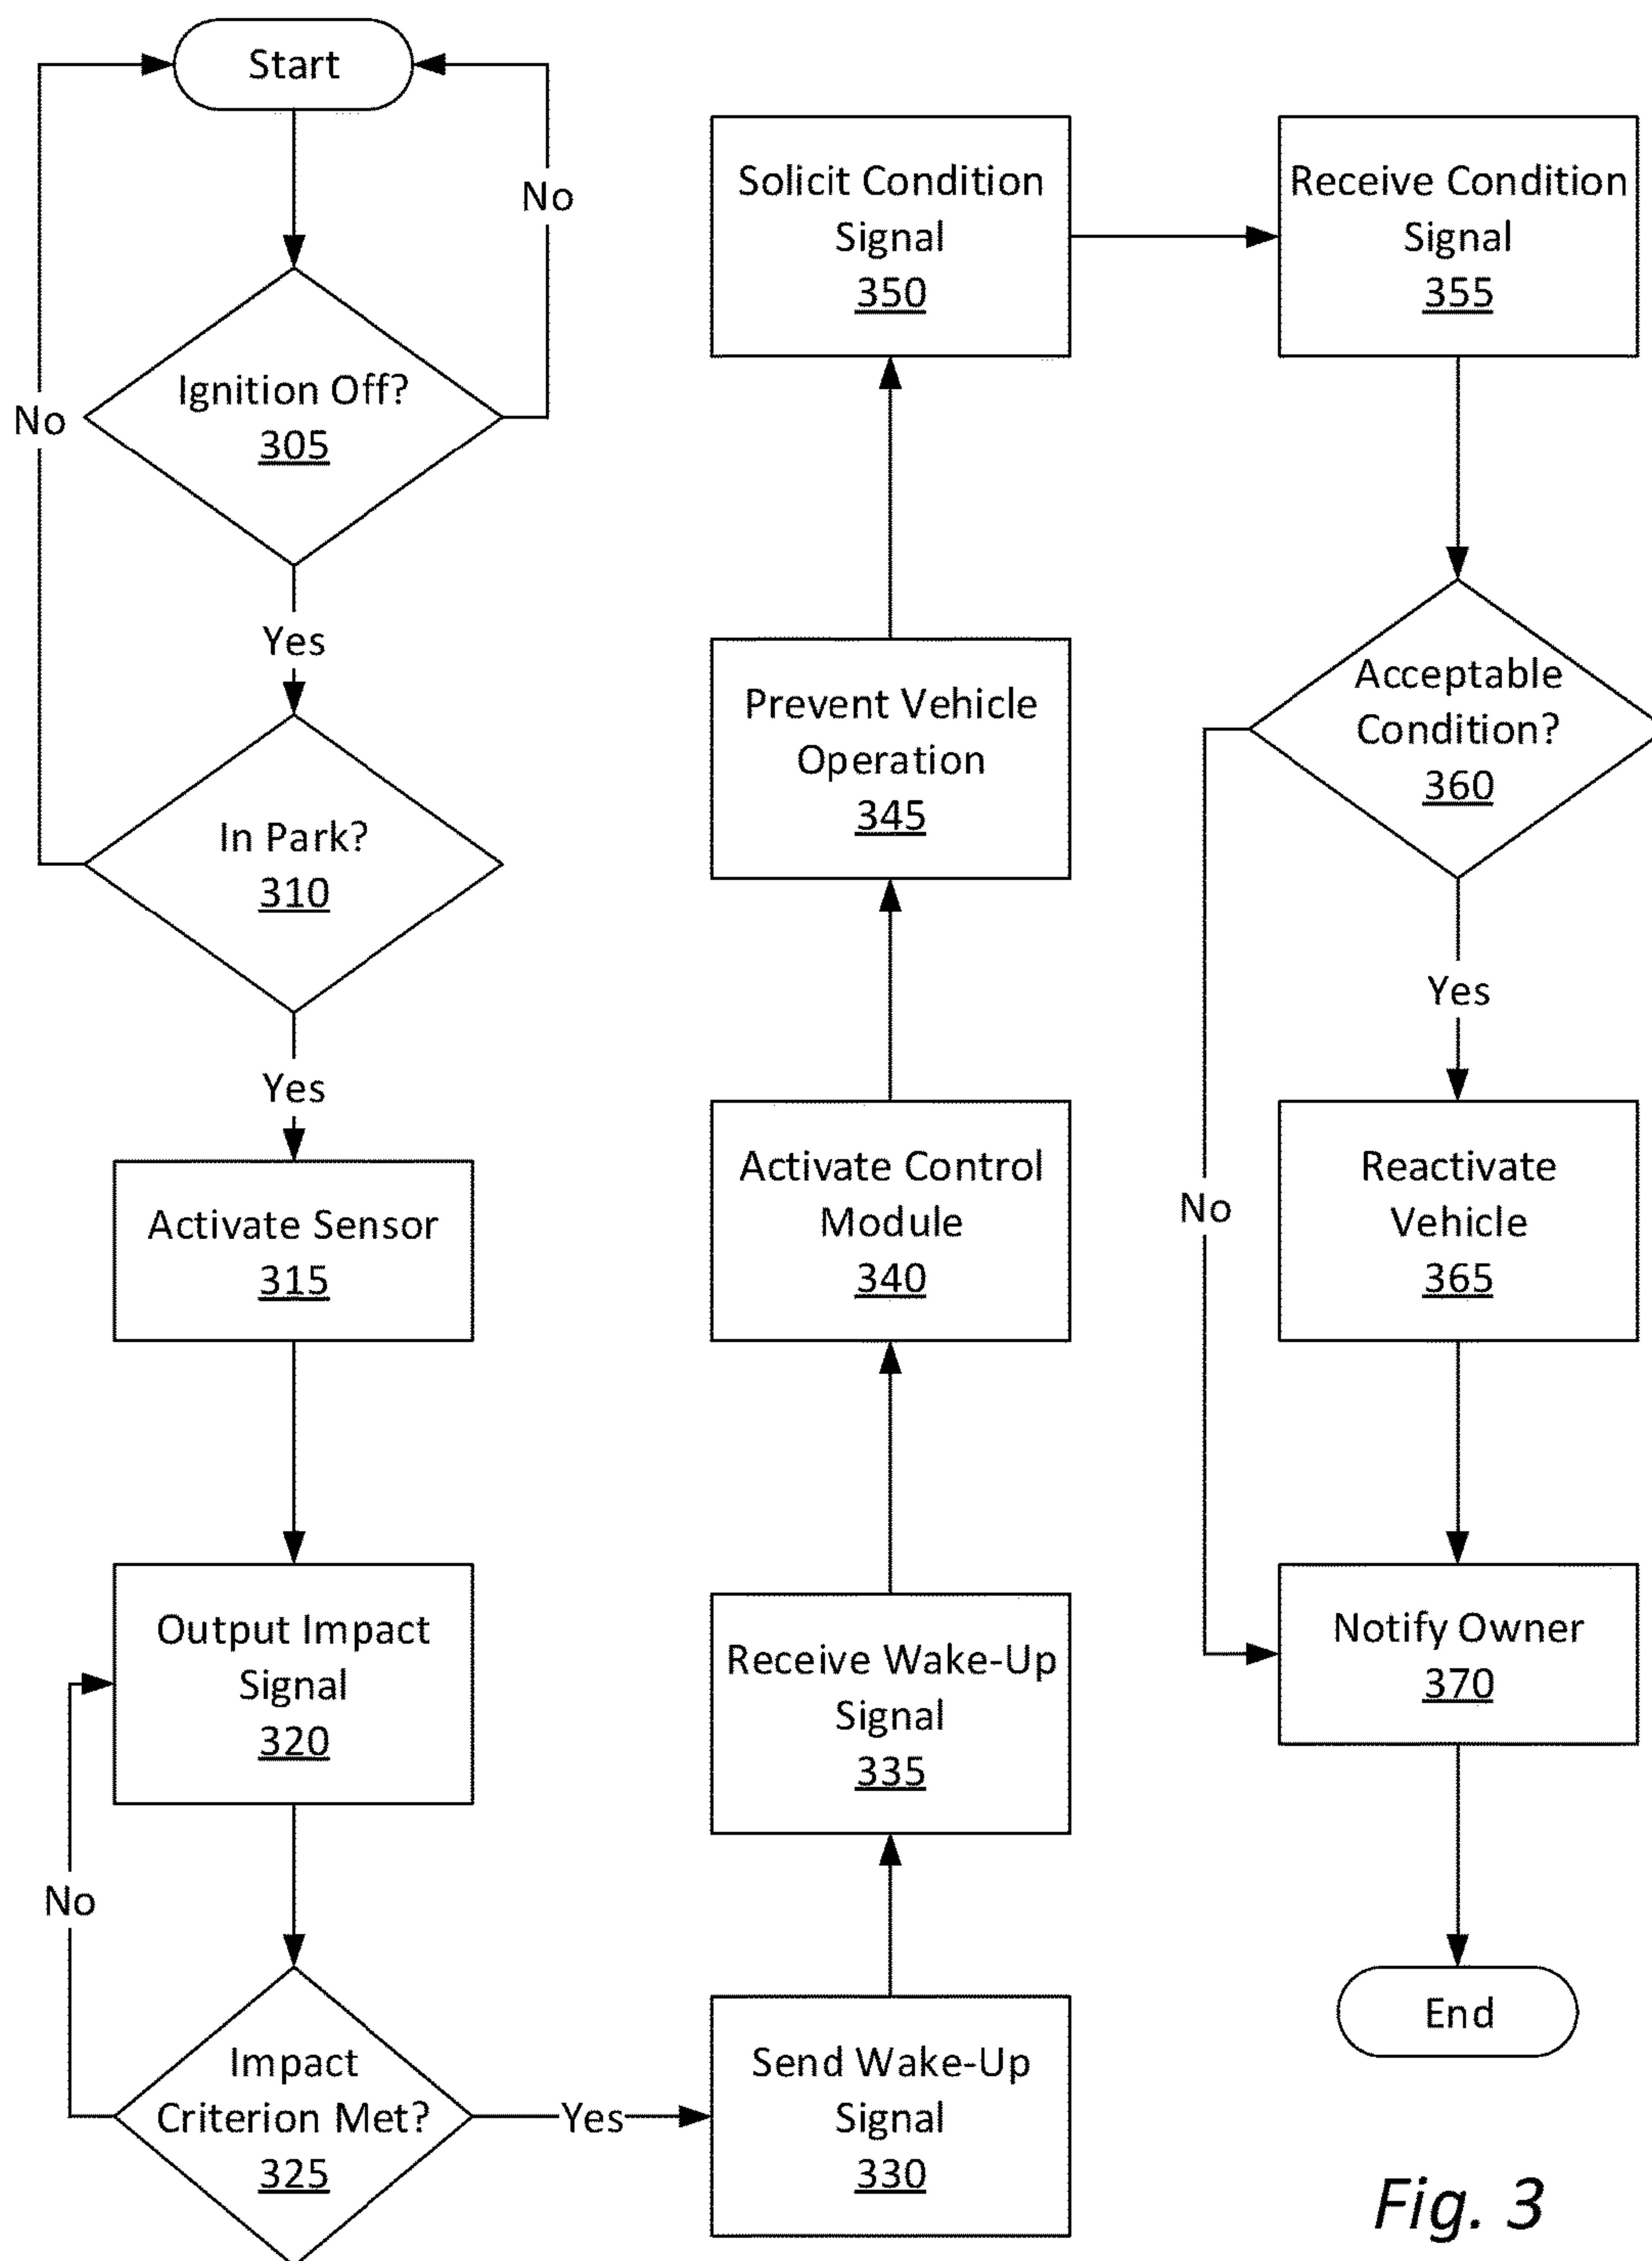 Start
No
Ignition Off?
305
No
Yes
In Park?
310
Yes
Activate Sensor
315
Output Impact
Signal
320
No
Impact
Criterion Met?
325
Yes
Send Wake-Up
Signal
330
Receive Wake-Up
Signal
335
Activate Control
Module
340
Prevent Vehicle
Operation
345
Solicit Condition
Signal
350
Receive Condition
Signal
355
Acceptable
Condition?
360
Yes
No
Reactivate
Vehicle
365
Notify Owner
370
End
Fig. 3